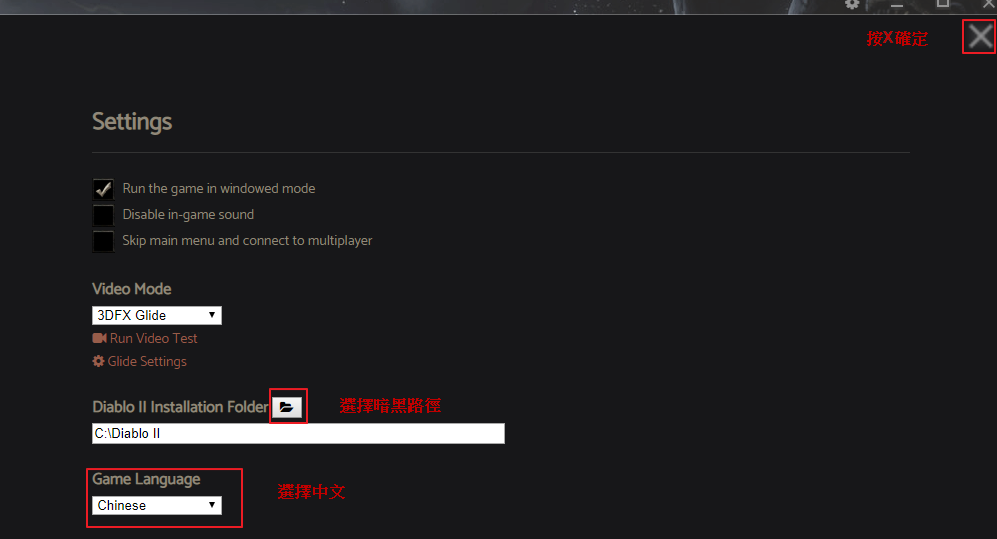 按X確定
Settings
Run the game in windowed mode
Disable in-game sound
Skip main menu and connect to multiplayer
Video Mode
3DFX Glide
Run Video Test
Glide Settings
Diablo II Installation Folder
選擇暗黑路徑
C:\Diablo II
Game Language
Chinese
選擇中文